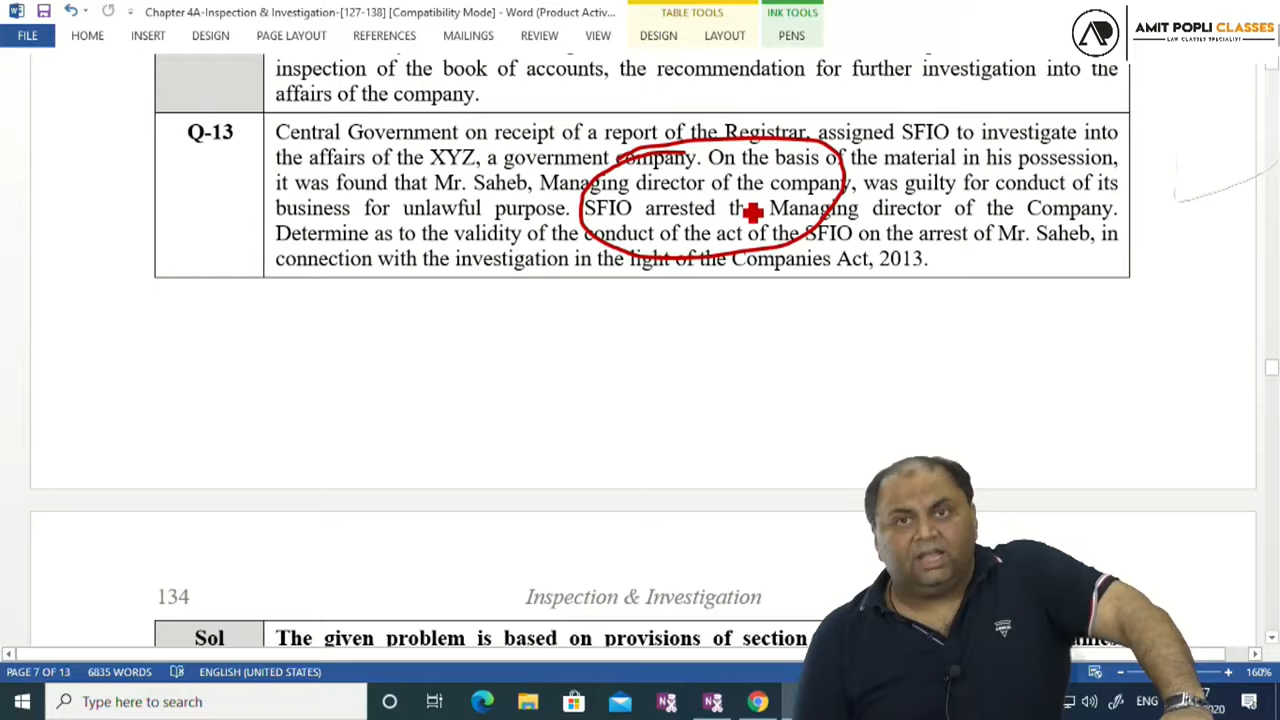 Chapter 4A-Inspection & Investigation-[127-138] [Compatibility Mode] - Word (Product Activ...
TABLE TOOLS
INK TOOLS
FILE
HOME
INSERT
DESIGN
PAGE LAYOUT
REFERENCES
MAILINGS
REVIEW
VIEW
DESIGN
LAYOUT
PENS
AMIT POPLI CLASSES
LAW CLASSES SPECIALIST
inspection of the book of accounts, the recommendation for further investigation into the
affairs of the company.
Q-13
Central Government on receipt of a report of the Registrar, assigned SFIO to investigate into
the affairs of the XYZ, a government company. On the basis of the material in his possession,
it was found that Mr. Saheb, Managing director of the company, was guilty for conduct of its
business for unlawful purpose. SFIO arrested th Managing director of the Company.
Determine as to the validity of the conduct of the act of the SFIO on the arrest of Mr. Saheb, in
connection with the investigation in the light of the Companies Act, 2013.
134
Inspection & Investigation
Sol
The given problem is based on provisions of section
PAGE 7 OF 13
6835 WORDS
ENGLISH (UNITED STATES)
160%
Type here to search
ENG